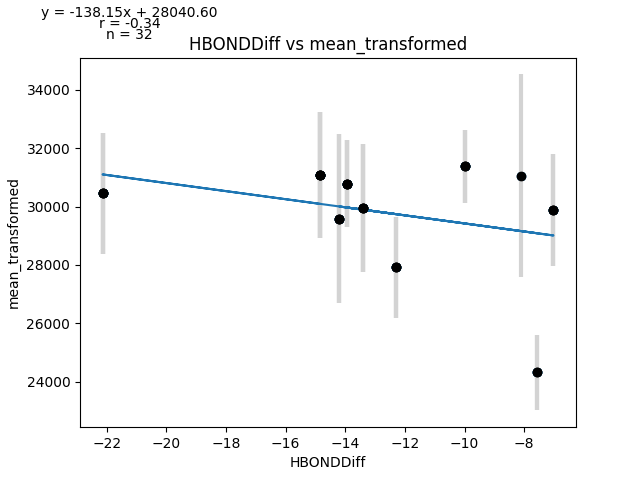 y = -138.15x + 28040.60
r = -0.34
n = 32
HBONDDiff vs mean_transformed
34000
32000
30000
28000
26000
24000
mean_transformed
−22 −20 −18 −16 −14 −12 −10 −8
HBONDDiff